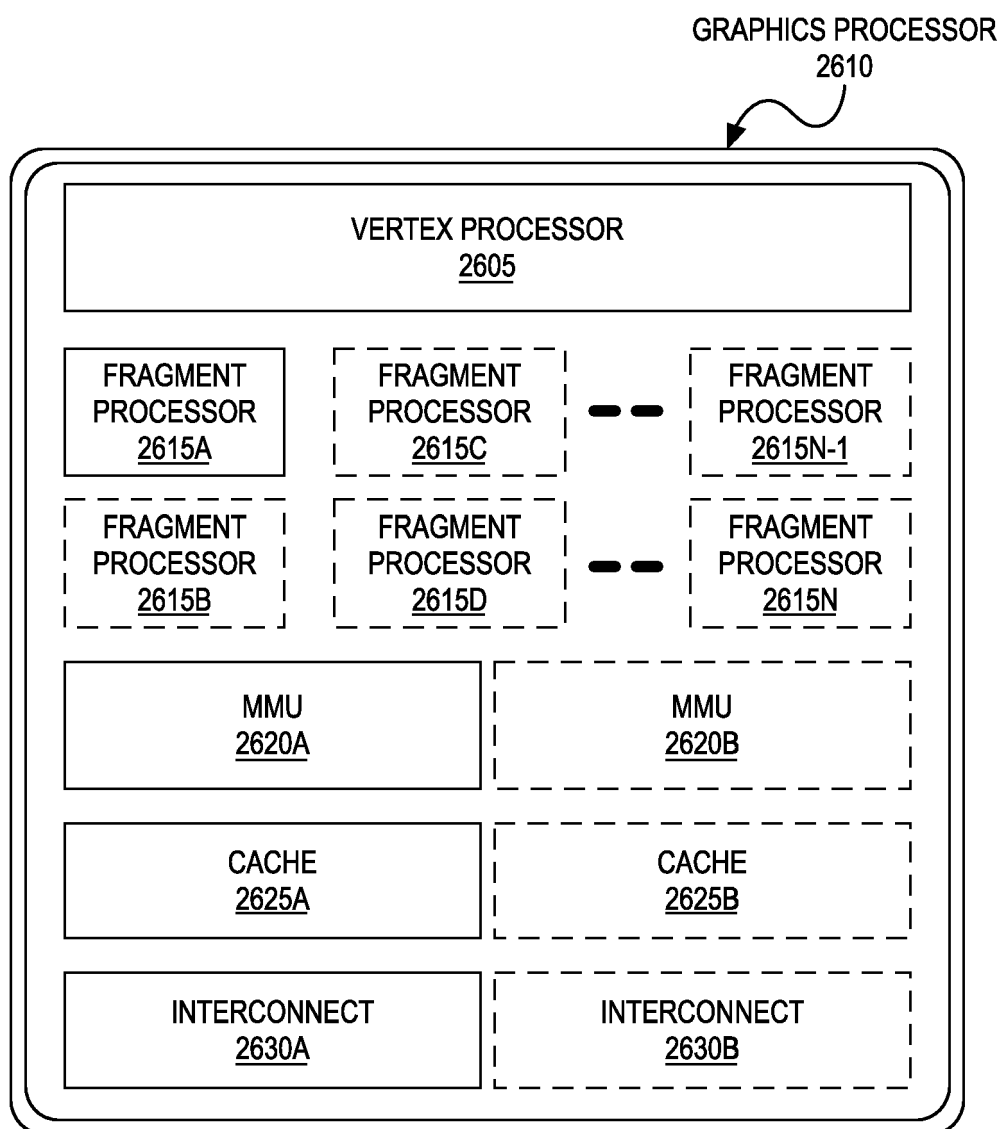 GRAPHICS PROCESSOR
2610
VERTEX PROCESSOR
2605
FRAGMENT
PROCESSOR
2615A
FRAGMENT
PROCESSOR
2615C
FRAGMENT
PROCESSOR
2615N-1
FRAGMENT
PROCESSOR
2615B
FRAGMENT
PROCESSOR
2615D
FRAGMENT
PROCESSOR
2615N
MMU
2620A
MMU
2620B
CACHE
2625A
CACHE
2625B
INTERCONNECT
2630A
INTERCONNECT
2630B